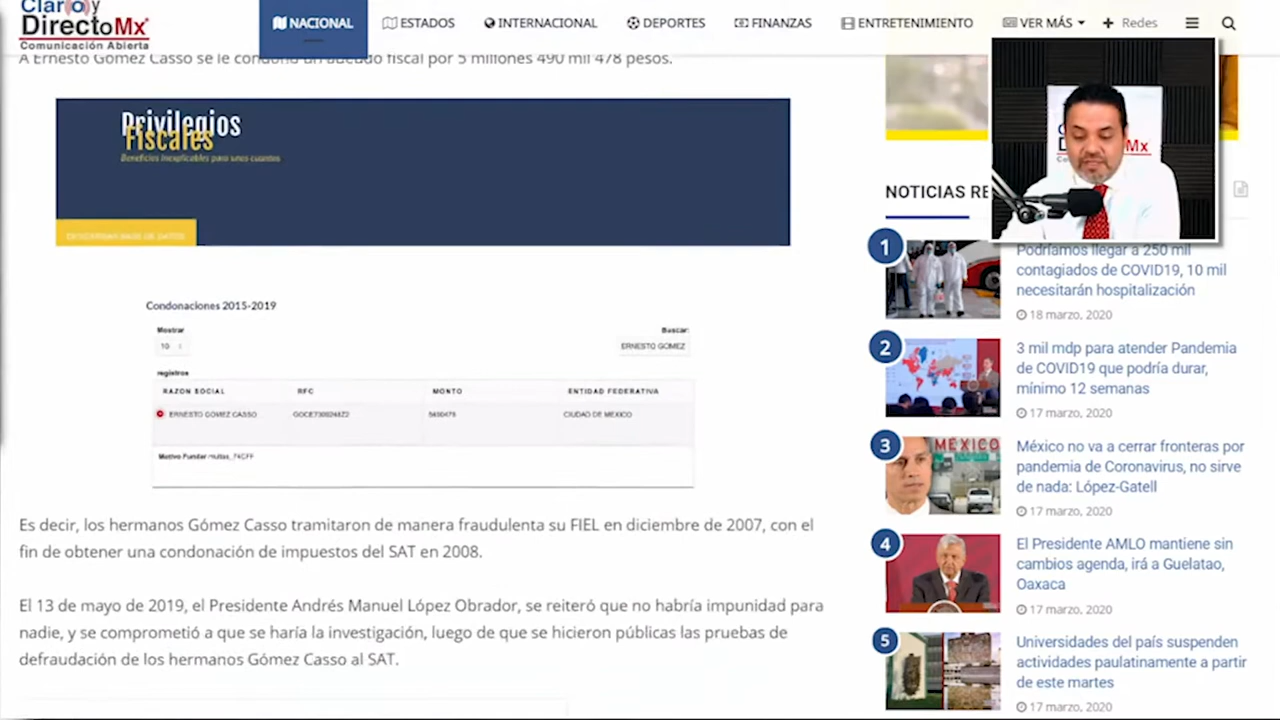 Claro y
DirectoMx
Comunicación Abierta
NACIONAL
ESTADOS
INTERNACIONAL
DEPORTES
FINANZAS
ENTRETENIMIENTO
VER MÁS
Redes
A Ernesto Gómez Casso se le condonó un adeudo fiscal por 5 millones 490 mil 478 pesos.
Privilegios
Fiscales
Beneficios inexplicables para unos cuantos
Condonaciones 2015-2019
Mostrar
Buscar:
10
ERNESTO GOMEZ
registros
RAZON SOCIAL RFC MONTO ENTIDAD FEDERATIVA
ERNESTO GOMEZ CASSO 5490478 CIUDAD DE MEXICO
Motivo Fundar multas_74CFF
Es decir, los hermanos Gómez Casso tramitaron de manera fraudulenta su FIEL en diciembre de 2007, con el
fin de obtener una condonación de impuestos del SAT en 2008.
El 13 de mayo de 2019, el Presidente Andrés Manuel López Obrador, se reiteró que no habría impunidad para
nadie, y se comprometió a que se haría la investigación, luego de que se hicieron públicas las pruebas de
defraudación de los hermanos Gómez Casso al SAT.
Mx
NOTICIAS RE
1
Podríamos llegar a 250 mil
contagiados de COVID19, 10 mil
necesitarán hospitalización
18 marzo, 2020
2
3 mil mdp para atender Pandemia
de COVID19 que podría durar,
mínimo 12 semanas
17 marzo, 2020
3
MÉXICO
México no va a cerrar fronteras por
pandemia de Coronavirus, no sirve
de nada: López-Gatell
17 marzo, 2020
4
El Presidente AMLO mantiene sin
cambios agenda, irá a Guelatao,
Oaxaca
17 marzo, 2020
5
Universidades del país suspenden
actividades paulatinamente a partir
de este martes
17 marzo, 2020